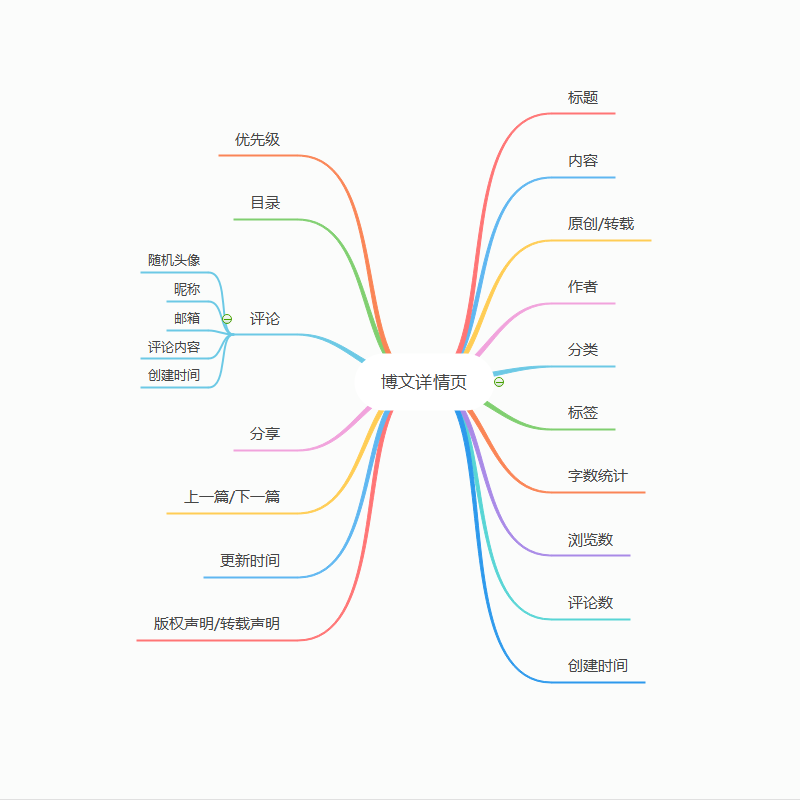 博文详情页
标题
内容
原创/转载
作者
分类
标签
字数统计
浏览数
评论数
创建时间
优先级
目录
评论
随机头像
昵称
邮箱
评论内容
创建时间
分享
上一篇/下一篇
更新时间
版权声明/转载声明